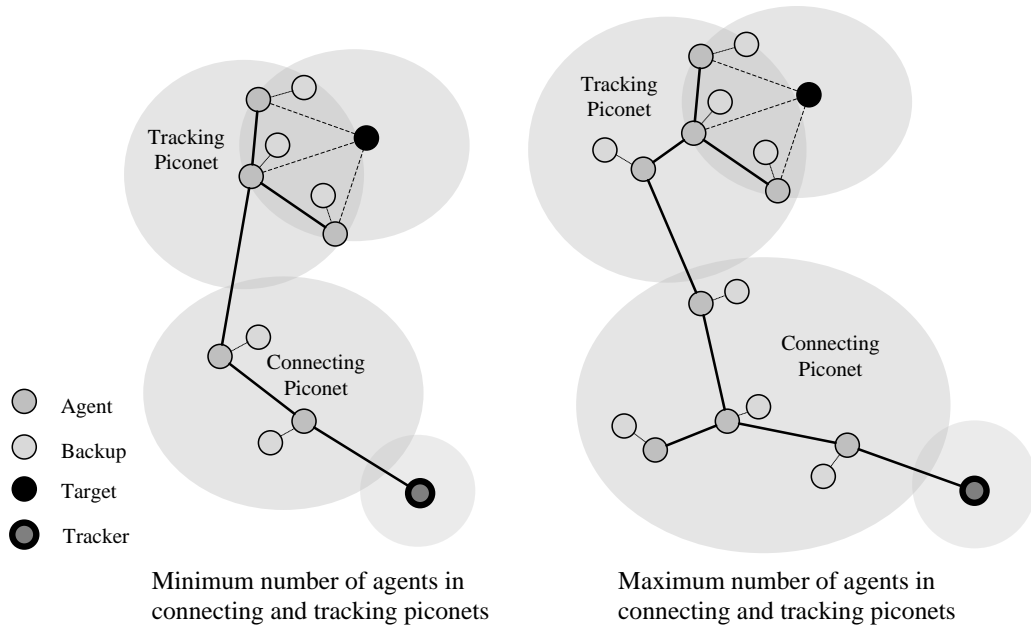 Tracking
Piconet
Connecting
Piconet
Agent
Backup
Target
Tracker
Minimum number of agents in
connecting and tracking piconets
Tracking
Piconet
Connecting
Piconet
Maximum number of agents in
connecting and tracking piconets